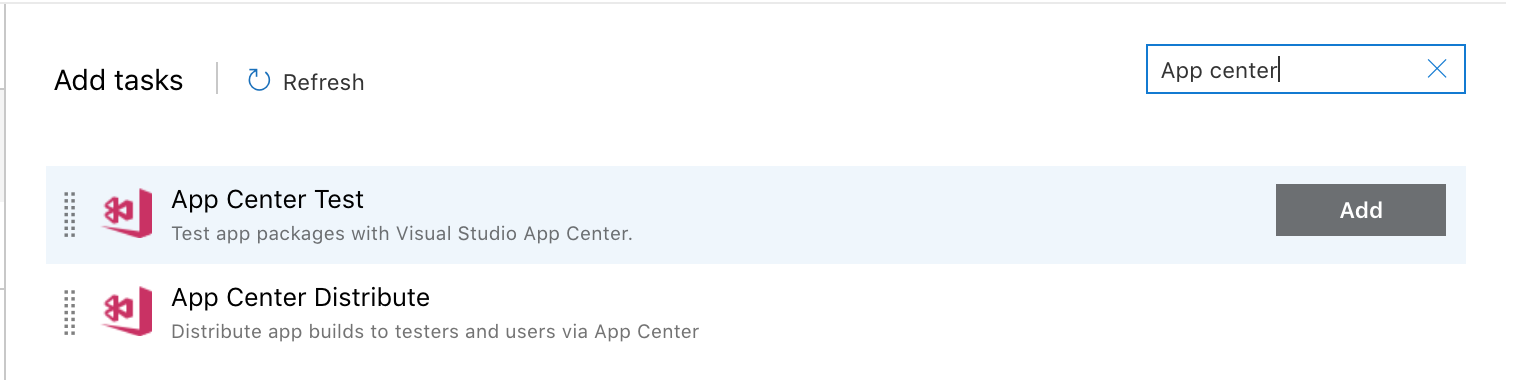 Add tasks
Refresh
App center
App Center Test
Test app packages with Visual Studio App Center.
Add
App Center Distribute
Distribute app builds to testers and users via App Center